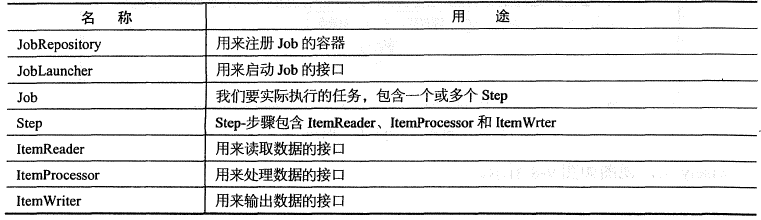 名 称 用 途
JobRepository 用来注册 Job 的容器
JobLauncher 用来启动 Job 的接口
Job 我们要实际执行的任务，包含一个或多个 Step
Step Step-步骤包含 ItemReader、ItemProcessor 和 ItemWrter
ItemReader 用来读取数据的接口
ItemProcessor 用来处理数据的接口
ItemWriter 用来输出数据的接口